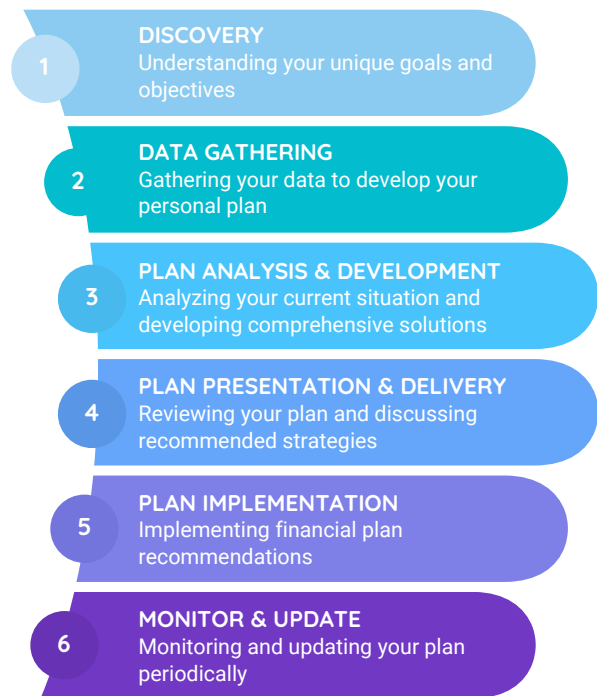 1
DISCOVERY
Understanding your unique goals and
objectives
2
DATA GATHERING
Gathering your data to develop your
personal plan
3
PLAN ANALYSIS & DEVELOPMENT
Analyzing your current situation and
developing comprehensive solutions
4
PLAN PRESENTATION & DELIVERY
Reviewing your plan and discussing
recommended strategies
5
PLAN IMPLEMENTATION
Implementing financial plan
recommendations
6
MONITOR & UPDATE
Monitoring and updating your plan
periodically